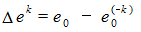 Δe^k = e_0 − e_0^(-k)